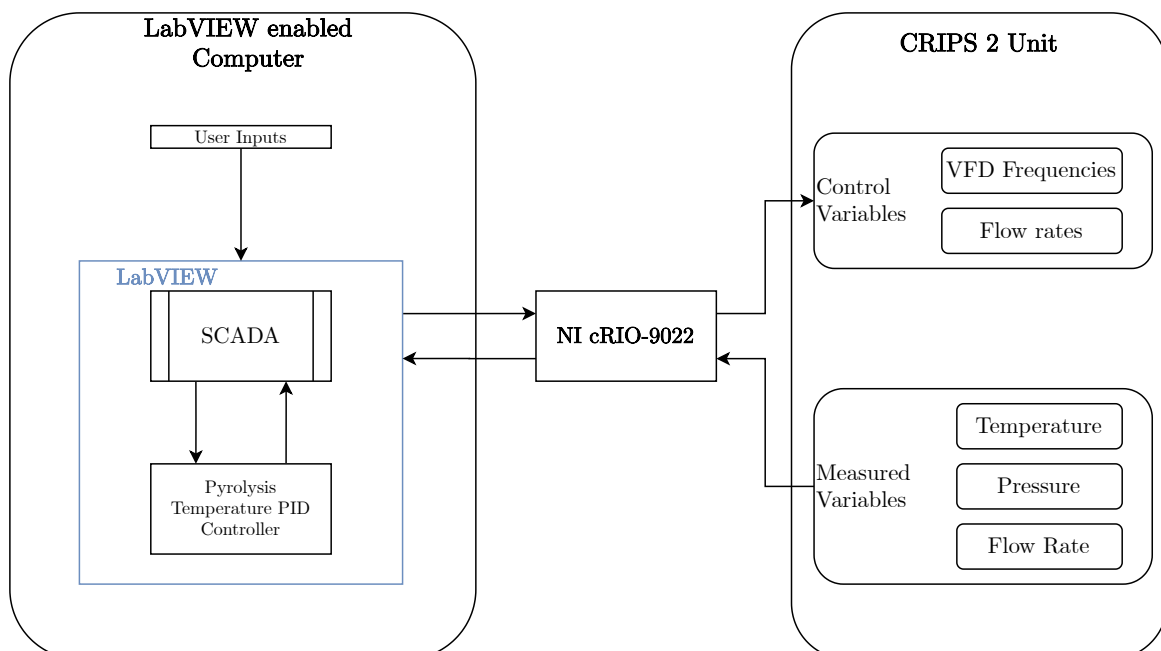 LabVIEW enabled
Computer
User Inputs
LabVIEW
SCADA
Pyrolysis
Temperature PID
Controller
NI cRIO-9022
CRIPS 2 Unit
Control
Variables
VFD Frequencies
Flow rates
Measured
Variables
Temperature
Pressure
Flow Rate